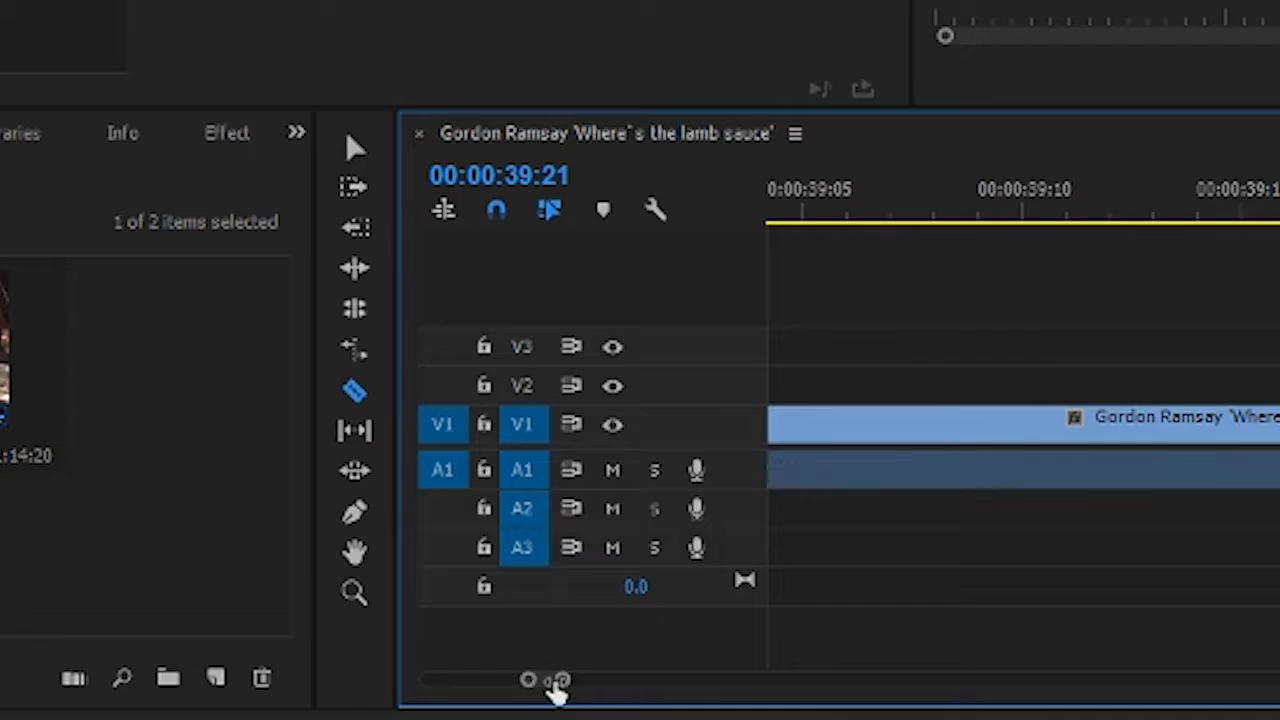 raries Info Effect
× Gordon Ramsay 'Where`s the lamb sauce'
00:00:39:21
0:00:39:05 00:00:39:10 00:00:39:1
1 of 2 items selected
V3
V2
V1 V1
Gordon Ramsay 'Where
A1 A1 M S
A2 M S
A3 M S
:14:20
0.0